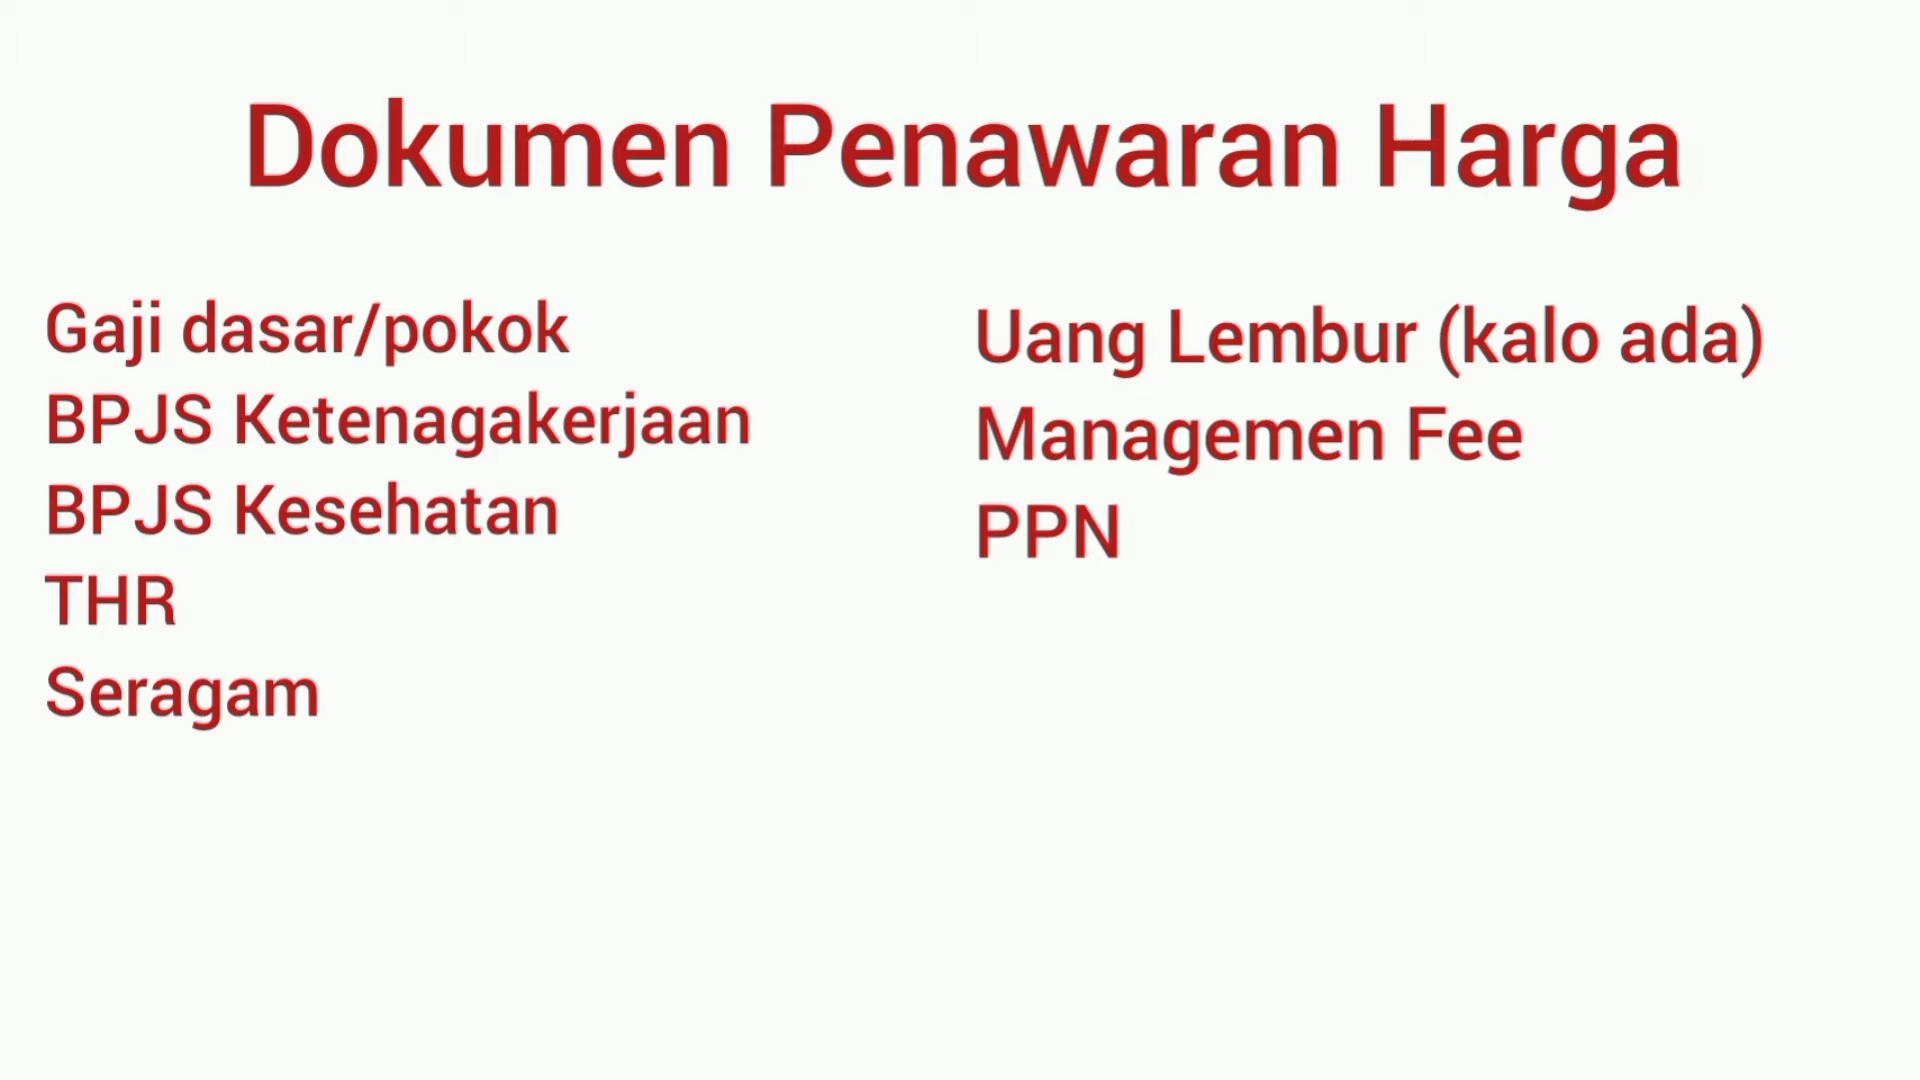 Dokumen Penawaran Harga
Gaji dasar/pokok
BPJS Ketenagakerjaan
BPJS Kesehatan
THR
Seragam
Uang Lembur (kalo ada)
Managemen Fee
PPN